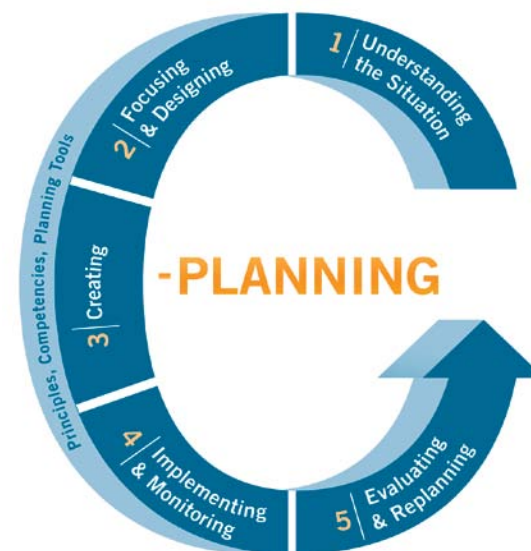 1
Understanding
the Situation
2
Focusing
& Designing
3
Creating
4
Implementing
& Monitoring
5
Evaluating
& Replanning
Principles, Competencies, Planning Tools
-PLANNING